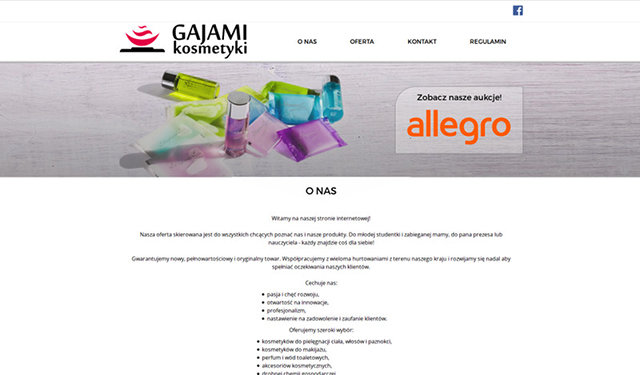 GAJAMI
kosmetyki
O NAS
OFERTA
KONTAKT
REGULAMIN
Zobacz nasze aukcje!
allegro
O NAS
Witamy na naszej stronie internetowej!
Nasza oferta skierowana jest do wszystkich chcących poznać nas i nasze produkty. Do młodej studentki i zabieganej mamy, do pana prezesa lub
nauczyciela - każdy znajdzie coś dla siebie!
Gwarantujemy nowy, pełnowartościowy i oryginalny towar. Współpracujemy z wieloma hurtowaniami z terenu naszego kraju i rozwijamy się nadal aby
spełniać oczekiwania naszych klientów.
Cechuje nas:
pasja i chęć rozwoju,
otwartość na innowacje,
profesjonalizm,
nastawienie na zadowolenie i zaufanie klientów.
Oferujemy szeroki wybór:
kosmetyków do pielęgnacji ciała, włosów i paznokci,
kosmetyków do makijażu,
perfum i wód toaletowych,
akcesoriów kosmetycznych,
drobnej chemii gospodarczej